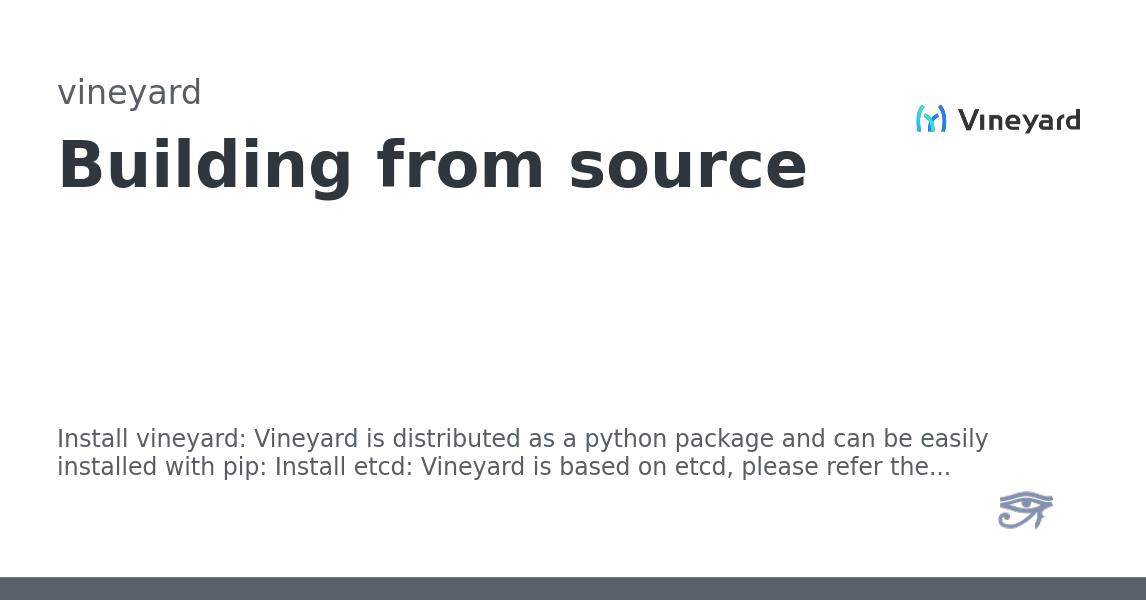 vineyard
Vineyard
Building from source
Install vineyard: Vineyard is distributed as a python package and can be easily
installed with pip: Install etcd: Vineyard is based on etcd, please refer the...